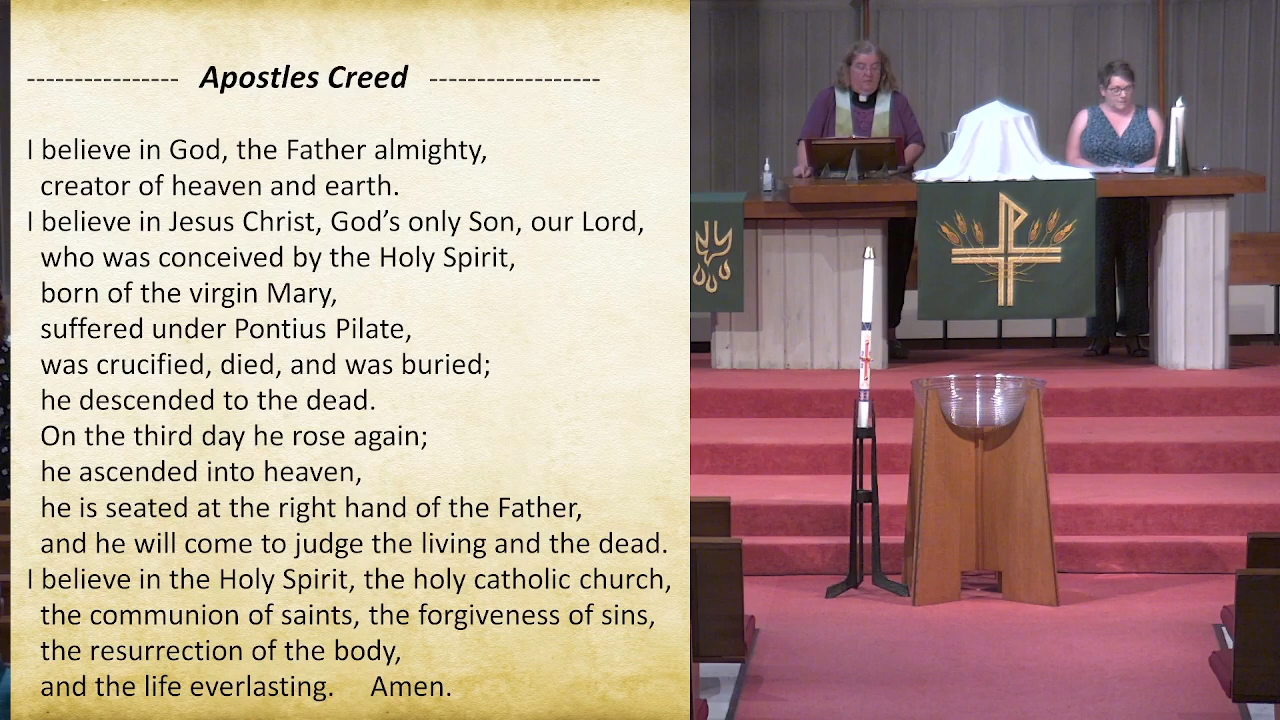 ---------------- Apostles Creed ------------------
I believe in God, the Father almighty,
creator of heaven and earth.
I believe in Jesus Christ, God’s only Son, our Lord,
who was conceived by the Holy Spirit,
born of the virgin Mary,
suffered under Pontius Pilate,
was crucified, died, and was buried;
he descended to the dead.
On the third day he rose again;
he ascended into heaven,
he is seated at the right hand of the Father,
and he will come to judge the living and the dead.
I believe in the Holy Spirit, the holy catholic church,
the communion of saints, the forgiveness of sins,
the resurrection of the body,
and the life everlasting. Amen.